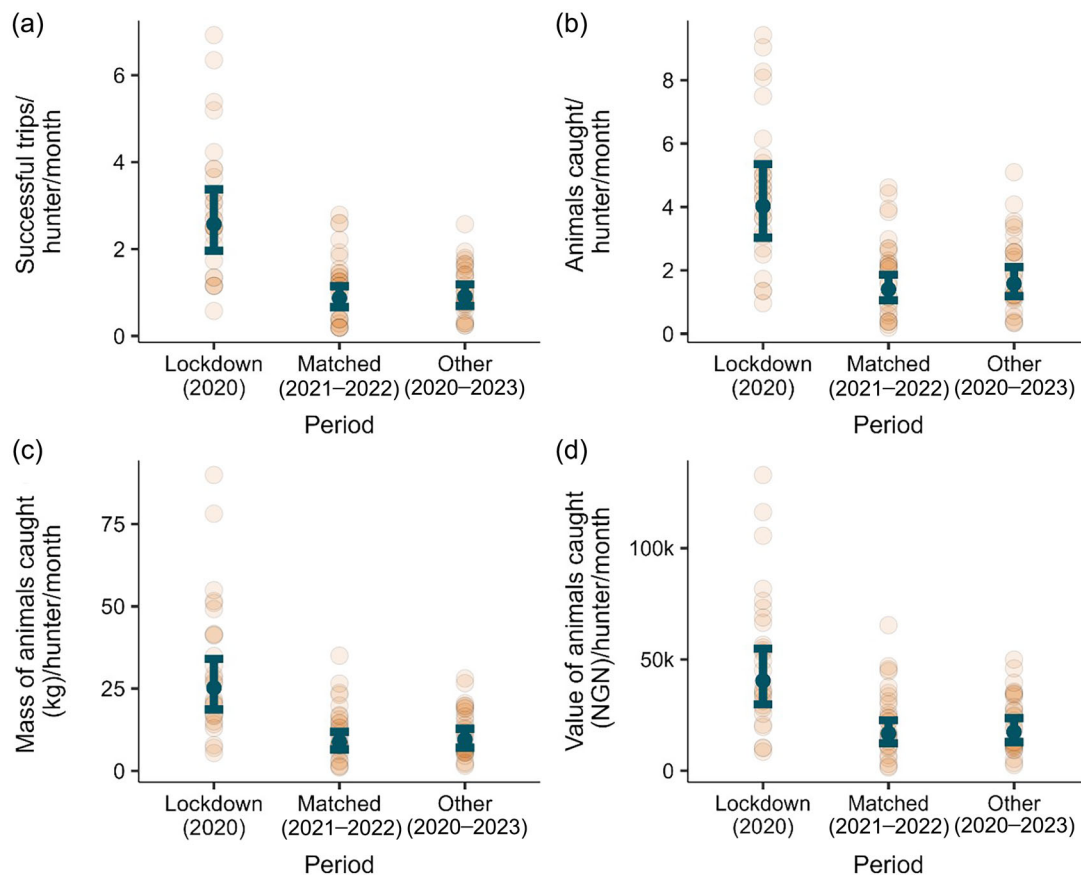 (a)
Successful trips/
hunter/month
6
4
2
0
Lockdown
(2020)
Matched
(2021–2022)
Other
(2020–2023)
Period
(b)
Animals caught/
hunter/month
8
6
4
2
0
Lockdown
(2020)
Matched
(2021–2022)
Other
(2020–2023)
Period
(c)
Mass of animals caught
(kg)/hunter/month
75
50
25
0
Lockdown
(2020)
Matched
(2021–2022)
Other
(2020–2023)
Period
(d)
Value of animals caught
(NGN)/hunter/month
100k
50k
0
Lockdown
(2020)
Matched
(2021–2022)
Other
(2020–2023)
Period